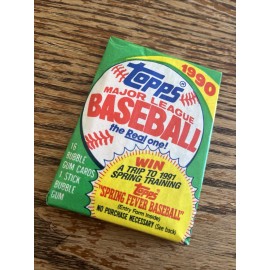 1990
Topps
MAJOR LEAGUE
BASEBALL
the Real one!
16
BUBBLE
GUM CARDS
1 STICK
BUBBLE
GUM
WIN
A TRIP TO 1991
SPRING TRAINING
Topps
"SPRING FEVER BASEBALL"
(Entry Form Inside)
NO PURCHASE NECESSARY (See back)